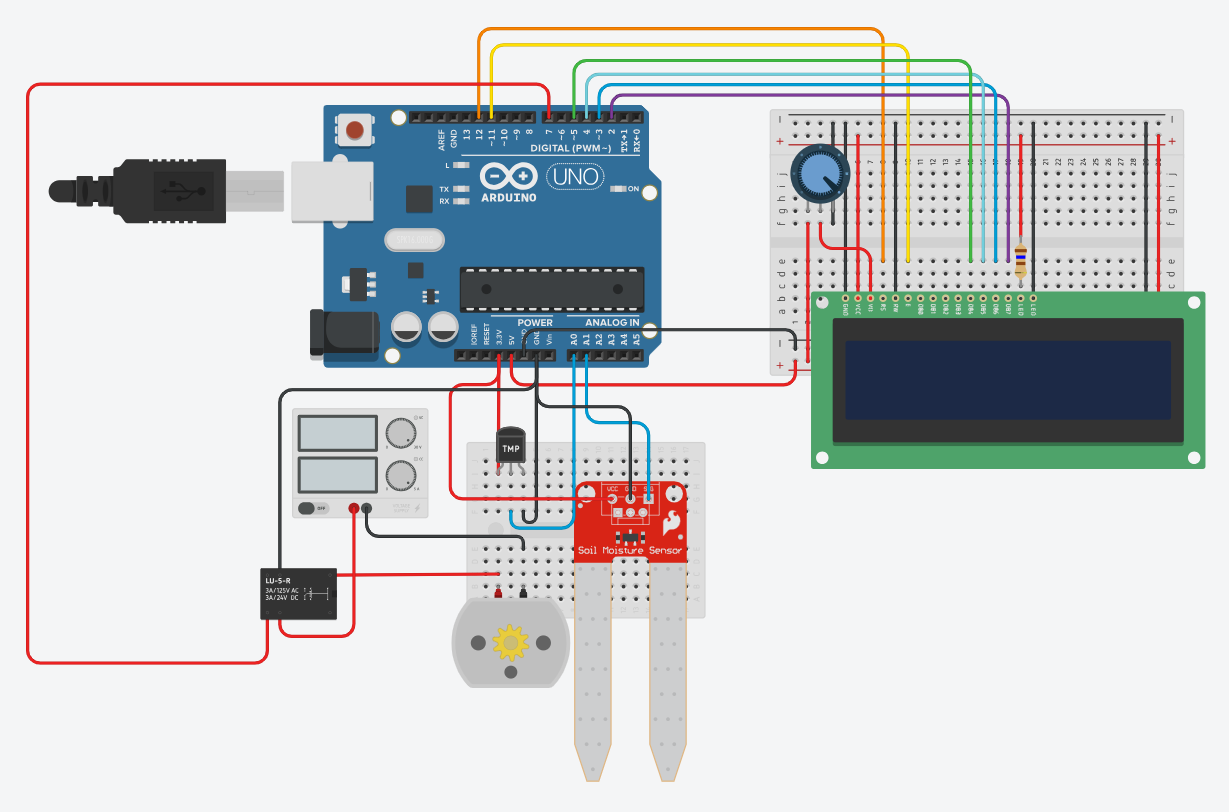 AREF
GND
13
12
~11
~10
~9
8
7
~6
~5
4
~3
2
TX→1
RX←0
DIGITAL (PWM~)
L
TX
RX
UNO
ON
ARDUINO
POWER
ANALOG IN
IOREF
RESET
3.3V
5V
GND
GND
Vin
A0
A1
A2
A3
A4
A5
TMP
OFF
LU-5-R
3A/125V AC
3A/24V DC
VCC GND SIG
Soil Moisture Sensor
j
i
h
g
f
e
d
c
b
a
GND
VCC
V0
RS
RW
E
DB0
DB1
DB2
DB3
DB4
DB5
DB6
DB7
LED
LED